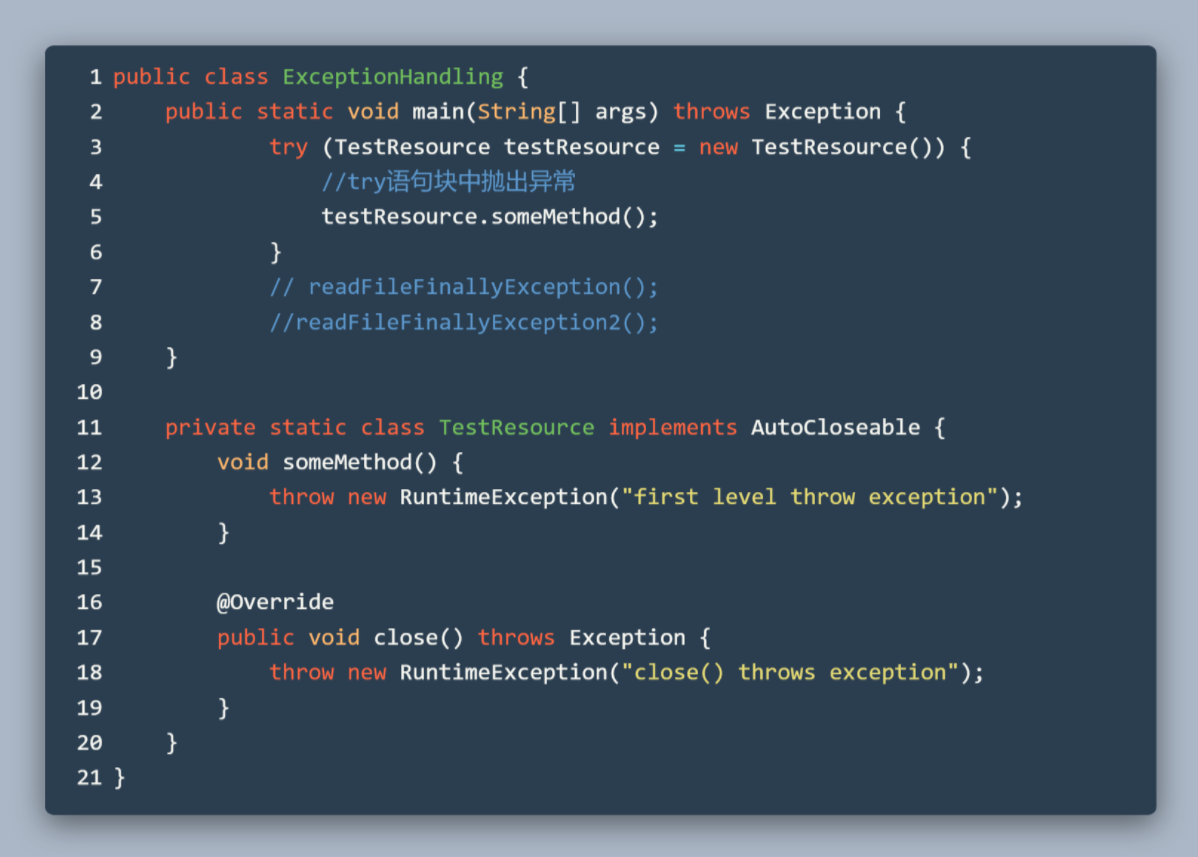 1 public class ExceptionHandling {
2     public static void main(String[] args) throws Exception {
3             try (TestResource testResource = new TestResource()) {
4                 //try语句块中抛出异常
5                 testResource.someMethod();
6             }
7             // readFileFinallyException();
8             //readFileFinallyException2();
9     }
10
11     private static class TestResource implements AutoCloseable {
12         void someMethod() {
13             throw new RuntimeException("first level throw exception");
14         }
15
16         @Override
17         public void close() throws Exception {
18             throw new RuntimeException("close() throws exception");
19         }
20     }
21 }